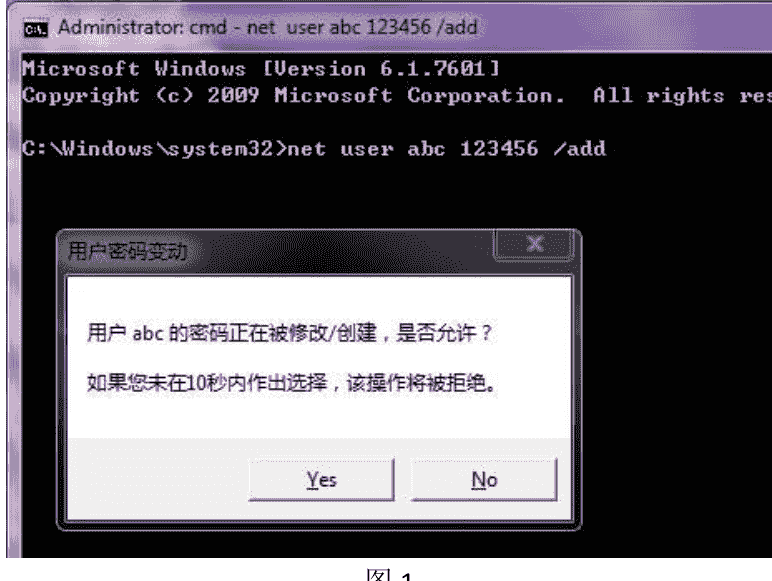 Administrator: cmd - net user abc 123456 /add
Microsoft Windows [Version 6.1.7601]
Copyright (c) 2009 Microsoft Corporation. All rights res
C:\Windows\system32>net user abc 123456 /add
用户密码变动
用户 abc 的密码正在被修改/创建，是否允许？
如果您未在10秒内作出选择，该操作将被拒绝。
Yes
No
图 1